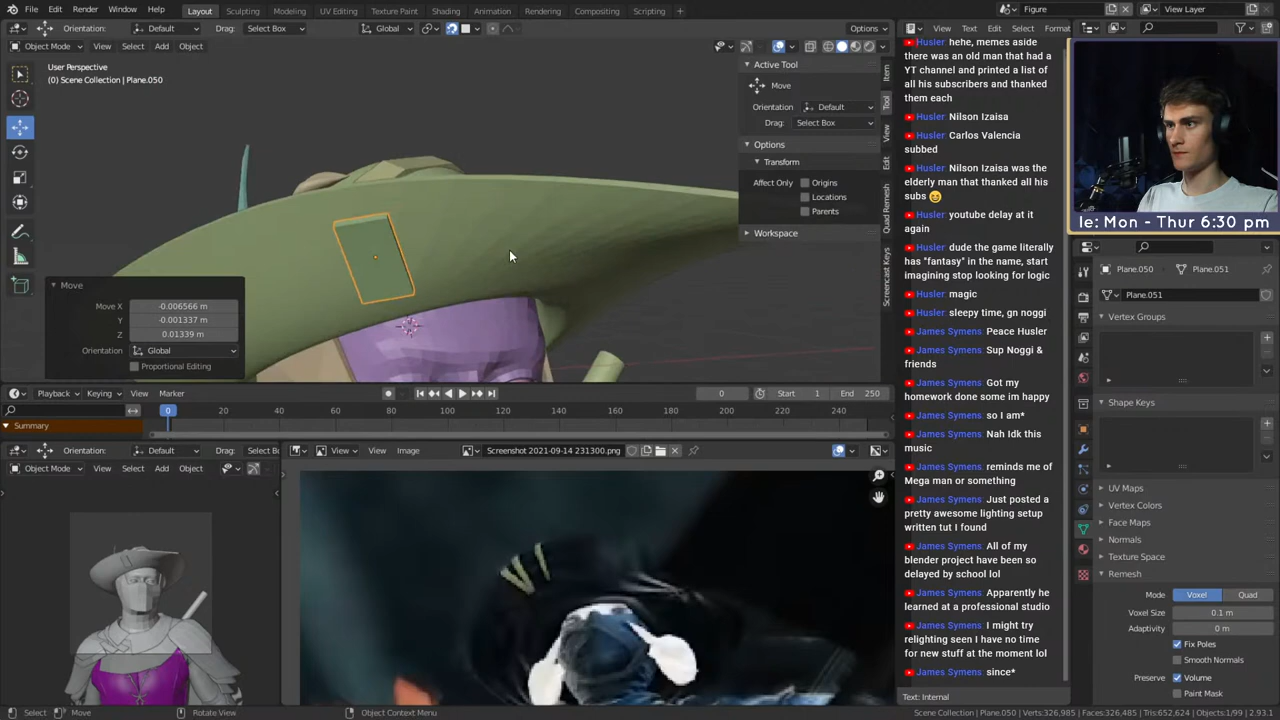 File Edit Render Window Help Layout Sculpting Modeling UV Editing Texture Paint Shading Animation Rendering Compositing Scripting + Figure View Layer
Orientation: Default Drag: Select Box Global Options
View Text Edit Select Format
Object Mode View Select Add Object
User Perspective
(0) Scene Collection | Plane.050
Active Tool
Move
Orientation Default
Drag: Select Box
Options
Transform
Affect Only Origins
Locations
Parents
Workspace
Item
Tool
View
Edit
Quad Remesh
Screencast Keys
Move
Move X -0.006566 m
Y -0.001337 m
Z 0.01339 m
Orientation Global
Proportional Editing
Playback Keying View Marker 0 Start 1 End 250
0 20 40 60 80 100 120 140 160 180 200 220 240
Summary
Orientation: Default Drag: Select Bo
Object Mode View Select Add Object
View View Image Screenshot 2021-09-14 231300.png
Husler: hehe, memes aside
there was an old man that had a
YT channel and printed a list of
all his subscribers and thanked
them each
Husler: Nilson Izaisa
Husler: Carlos Valencia
subbed
Husler: Nilson Izaisa was the
elderly man that thanked all his
subs 😆
Husler: youtube delay at it
again
Husler: dude the game literally
has "fantasy" in the name, start
imagining stop looking for logic
Husler: magic
Husler: sleepy time, gn noggi
James Symens: Peace Husler
James Symens: Sup Noggi &
friends
James Symens: Got my
homework done some im happy
James Symens: so I am*
James Symens: Nah Idk this
music
James Symens: reminds me of
Mega man or something
James Symens: Just posted a
pretty awesome lighting setup
written tut I found
James Symens: All of my
blender project have been so
delayed by school lol
James Symens: Apparently he
learned at a professional studio
James Symens: I might try
relighting seen I have no time
for new stuff at the moment lol
James Symens: since*
Text: Internal
le: Mon - Thur 6:30 pm
Plane.050 Plane.051
Plane.051
Vertex Groups
Shape Keys
UV Maps
Vertex Colors
Face Maps
Normals
Texture Space
Remesh
Mode Voxel Quad
Voxel Size 0.1 m
Adaptivity 0 m
Fix Poles
Smooth Normals
Preserve Volume
Paint Mask
Select Move Rotate View Object Context Menu Scene Collection | Plane.050 | Verts:326,985 | Faces:326,485 | Tris:652,624 | Objects:1/99 | 2.93.1